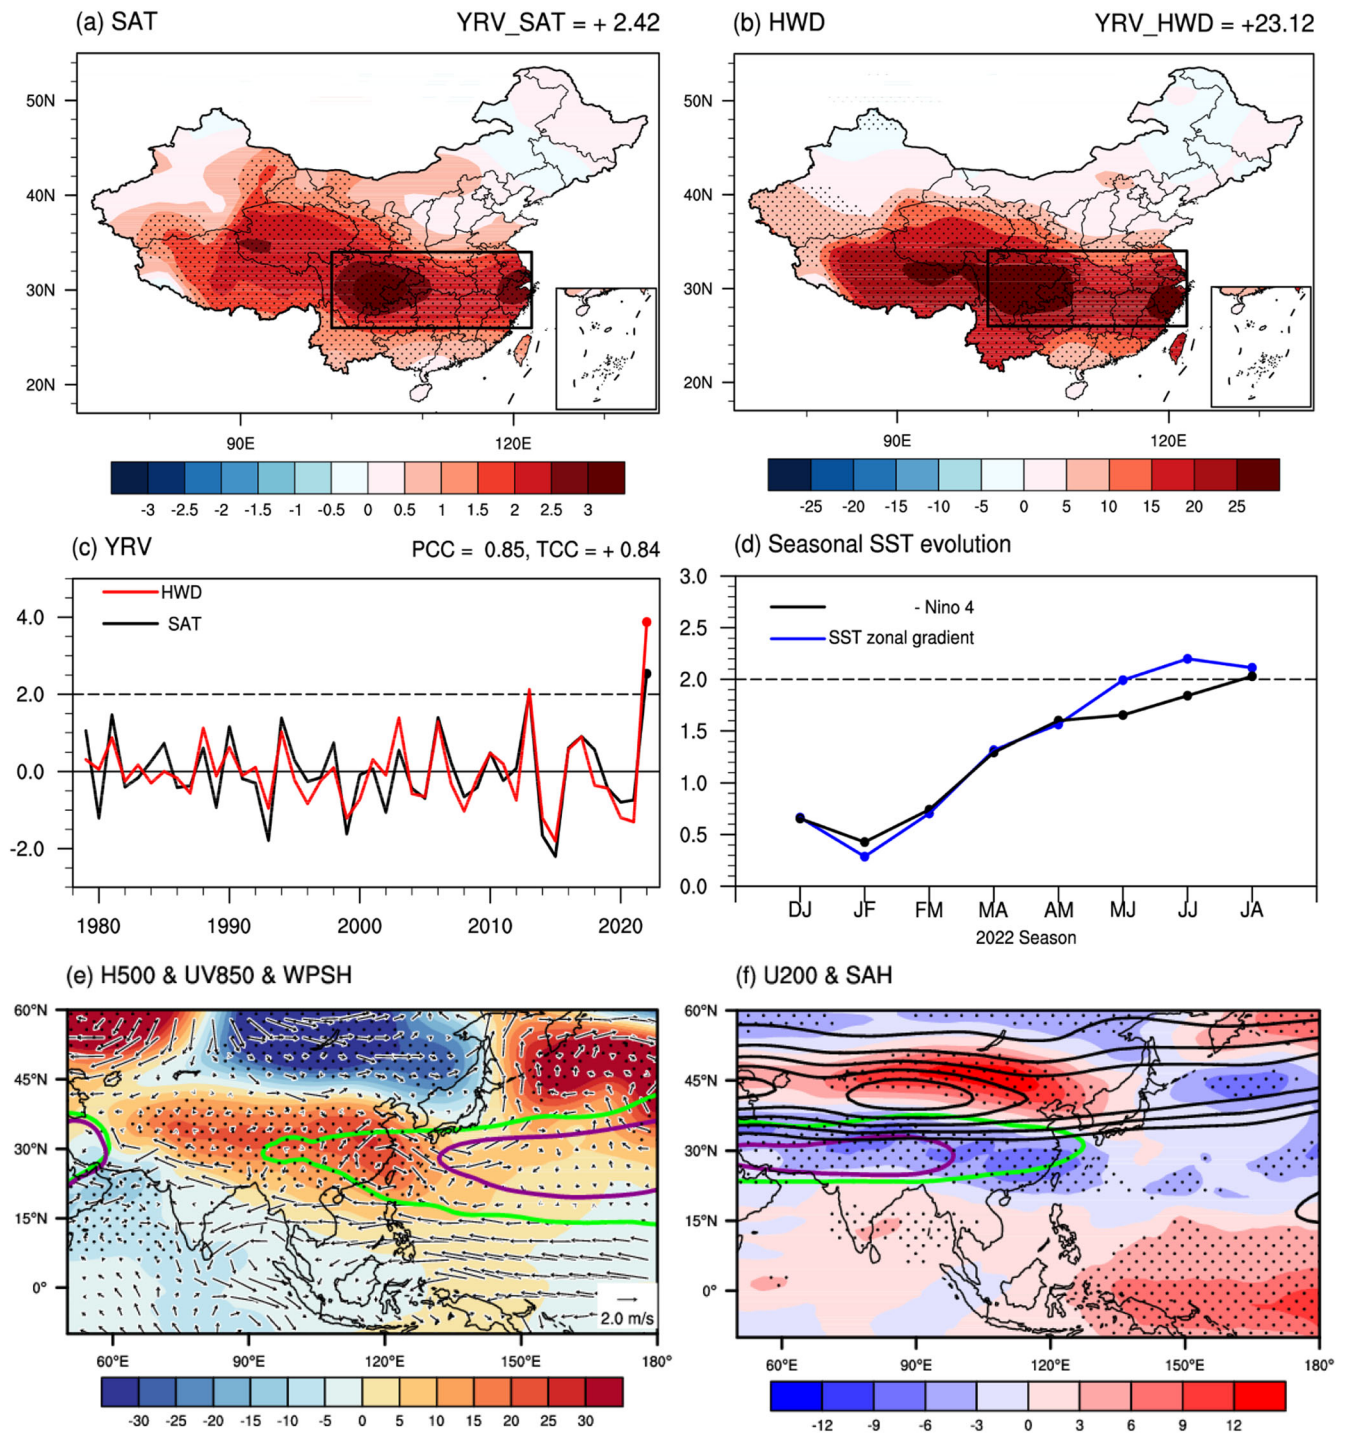 (a) SAT YRV_SAT = + 2.42
50N
40N
30N
20N
90E 120E
-3 -2.5 -2 -1.5 -1 -0.5 0 0.5 1 1.5 2 2.5 3
(b) HWD YRV_HWD = +23.12
50N
40N
30N
20N
90E 120E
-25 -20 -15 -10 -5 0 5 10 15 20 25
(c) YRV PCC = 0.85, TCC = + 0.84
HWD
SAT
4.0
2.0
0.0
-2.0
1980 1990 2000 2010 2020
(d) Seasonal SST evolution
- Nino 4
SST zonal gradient
3.0
2.5
2.0
1.5
1.0
0.5
0.0
DJ JF FM MA AM MJ JJ JA
2022 Season
(e) H500 & UV850 & WPSH
60°N
45°N
30°N
15°N
0°
2.0 m/s
60°E 90°E 120°E 150°E 180°
-30 -25 -20 -15 -10 -5 0 5 10 15 20 25 30
(f) U200 & SAH
60°N
45°N
30°N
15°N
0°
60°E 90°E 120°E 150°E 180°
-12 -9 -6 -3 0 3 6 9 12